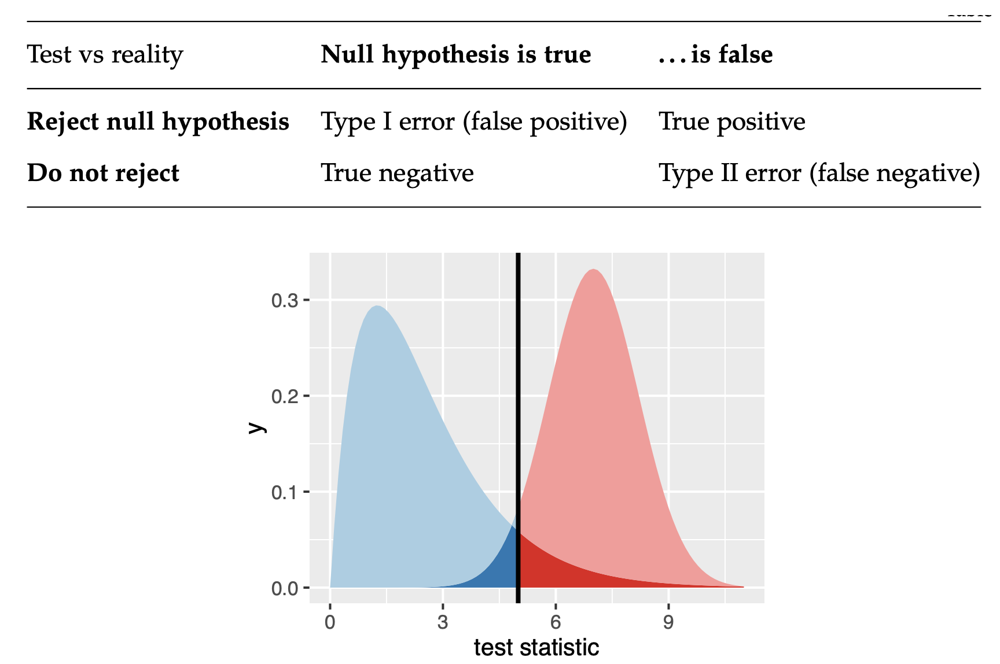 Test vs reality Null hypothesis is true ...is false
Reject null hypothesis Type I error (false positive) True positive
Do not reject True negative Type II error (false negative)
0.3
0.2
y
0.1
0.0
0 3 6 9
test statistic